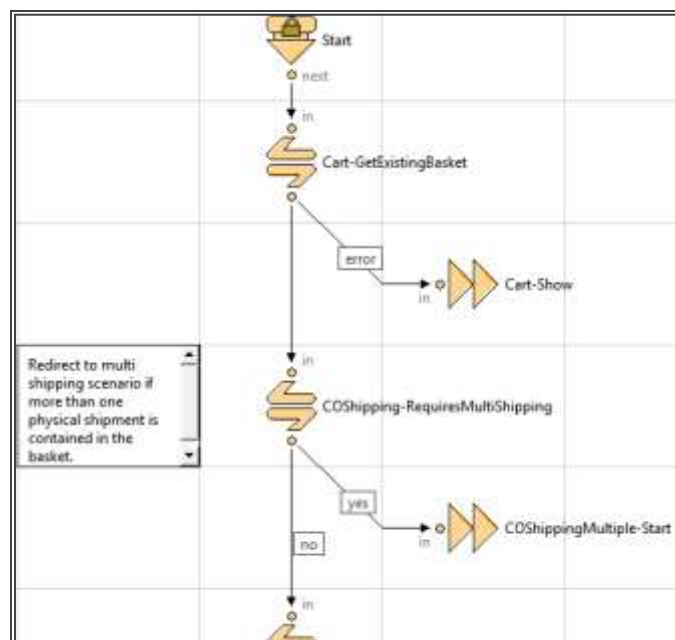 Start
next
in
Cart-GetExistingBasket
error
in
Cart-Show
in
Redirect to multi
shipping scenario if
more than one
physical shipment is
contained in the
basket.
COShipping-RequiresMultiShipping
yes
in
COShippingMultiple-Start
no
in